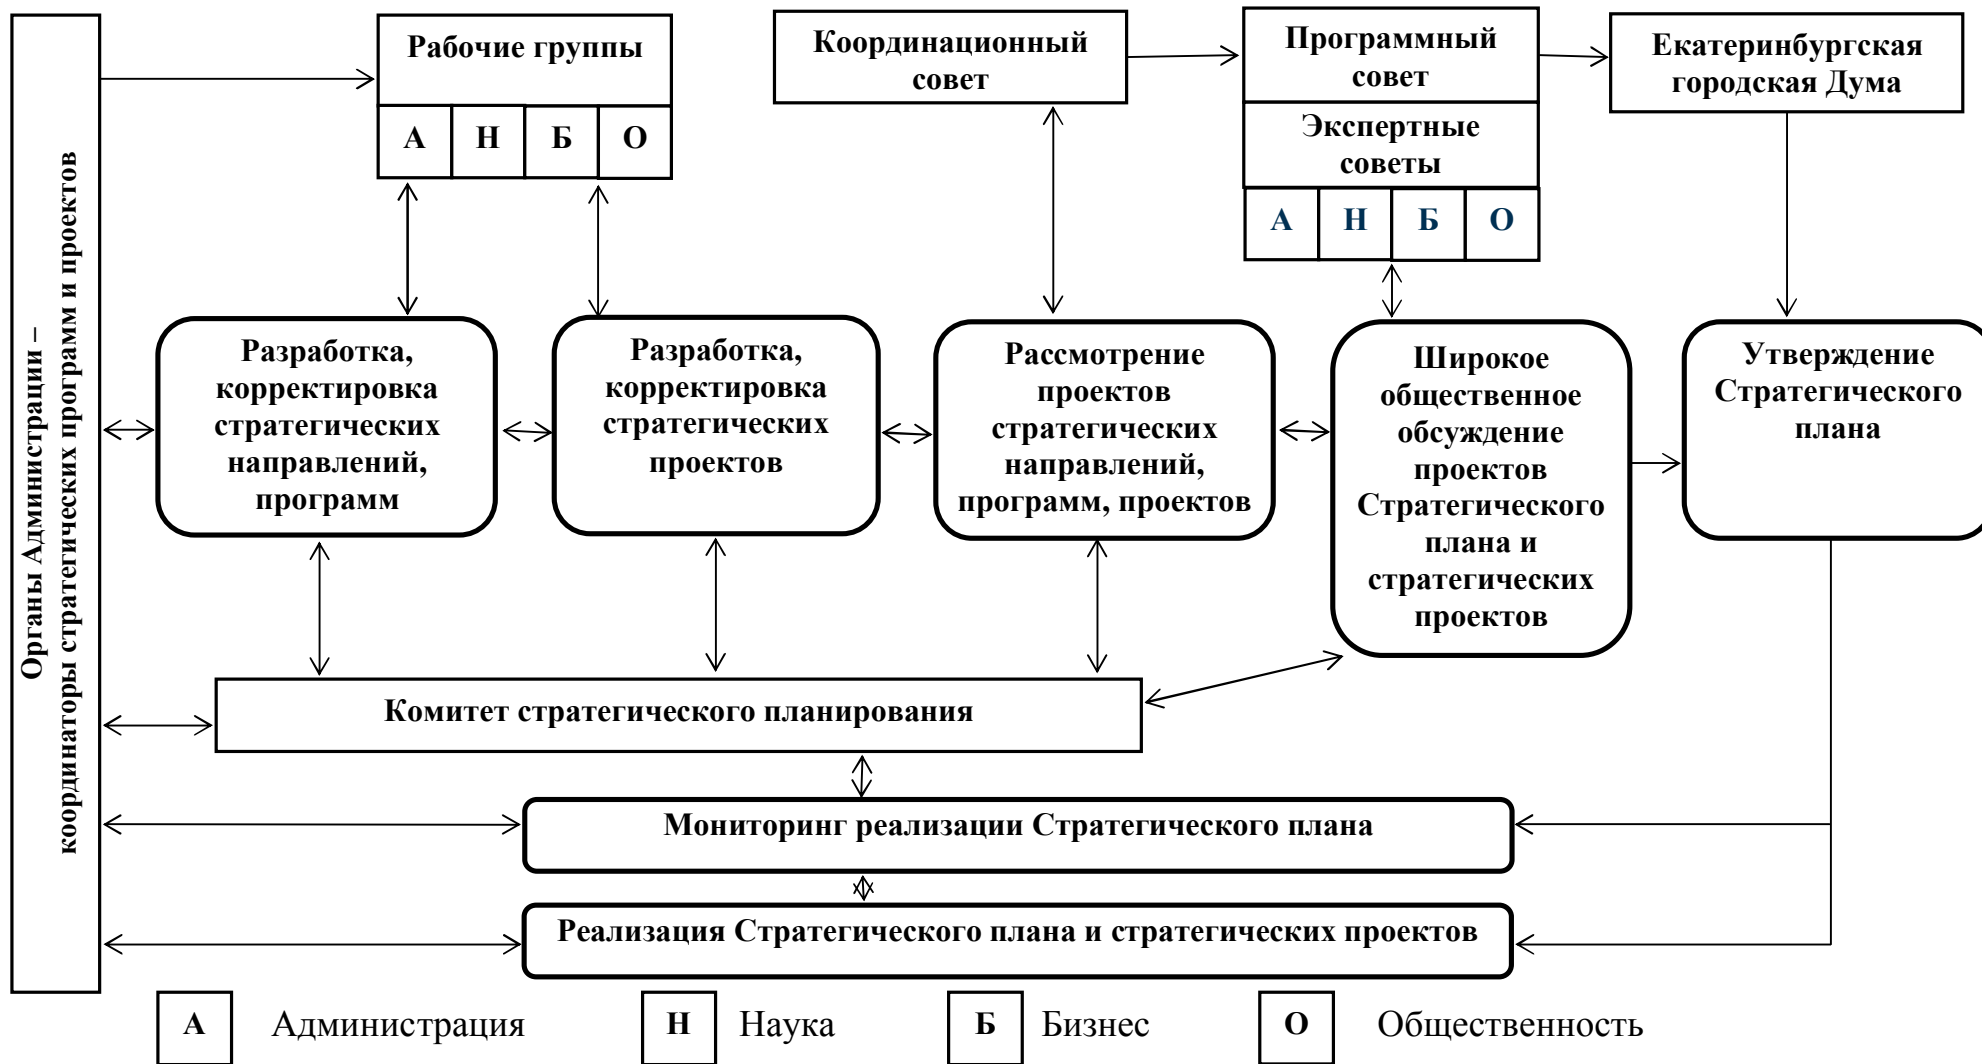 Органы Администрации –
координаторы стратегических программ и проектов
Рабочие группы
А Н Б О
Координационный
совет
Программный
совет
Экспертные
советы
А Н Б О
Екатеринбургская
городская Дума
Разработка,
корректировка
стратегических
направлений,
программ
Разработка,
корректировка
стратегических
проектов
Рассмотрение
проектов
стратегических
направлений,
программ, проектов
Широкое
общественное
обсуждение
проектов
Стратегического
плана и
стратегических
проектов
Утверждение
Стратегического
плана
Комитет стратегического планирования
Мониторинг реализации Стратегического плана
Реализация Стратегического плана и стратегических проектов
А Администрация Н Наука Б Бизнес О Общественность